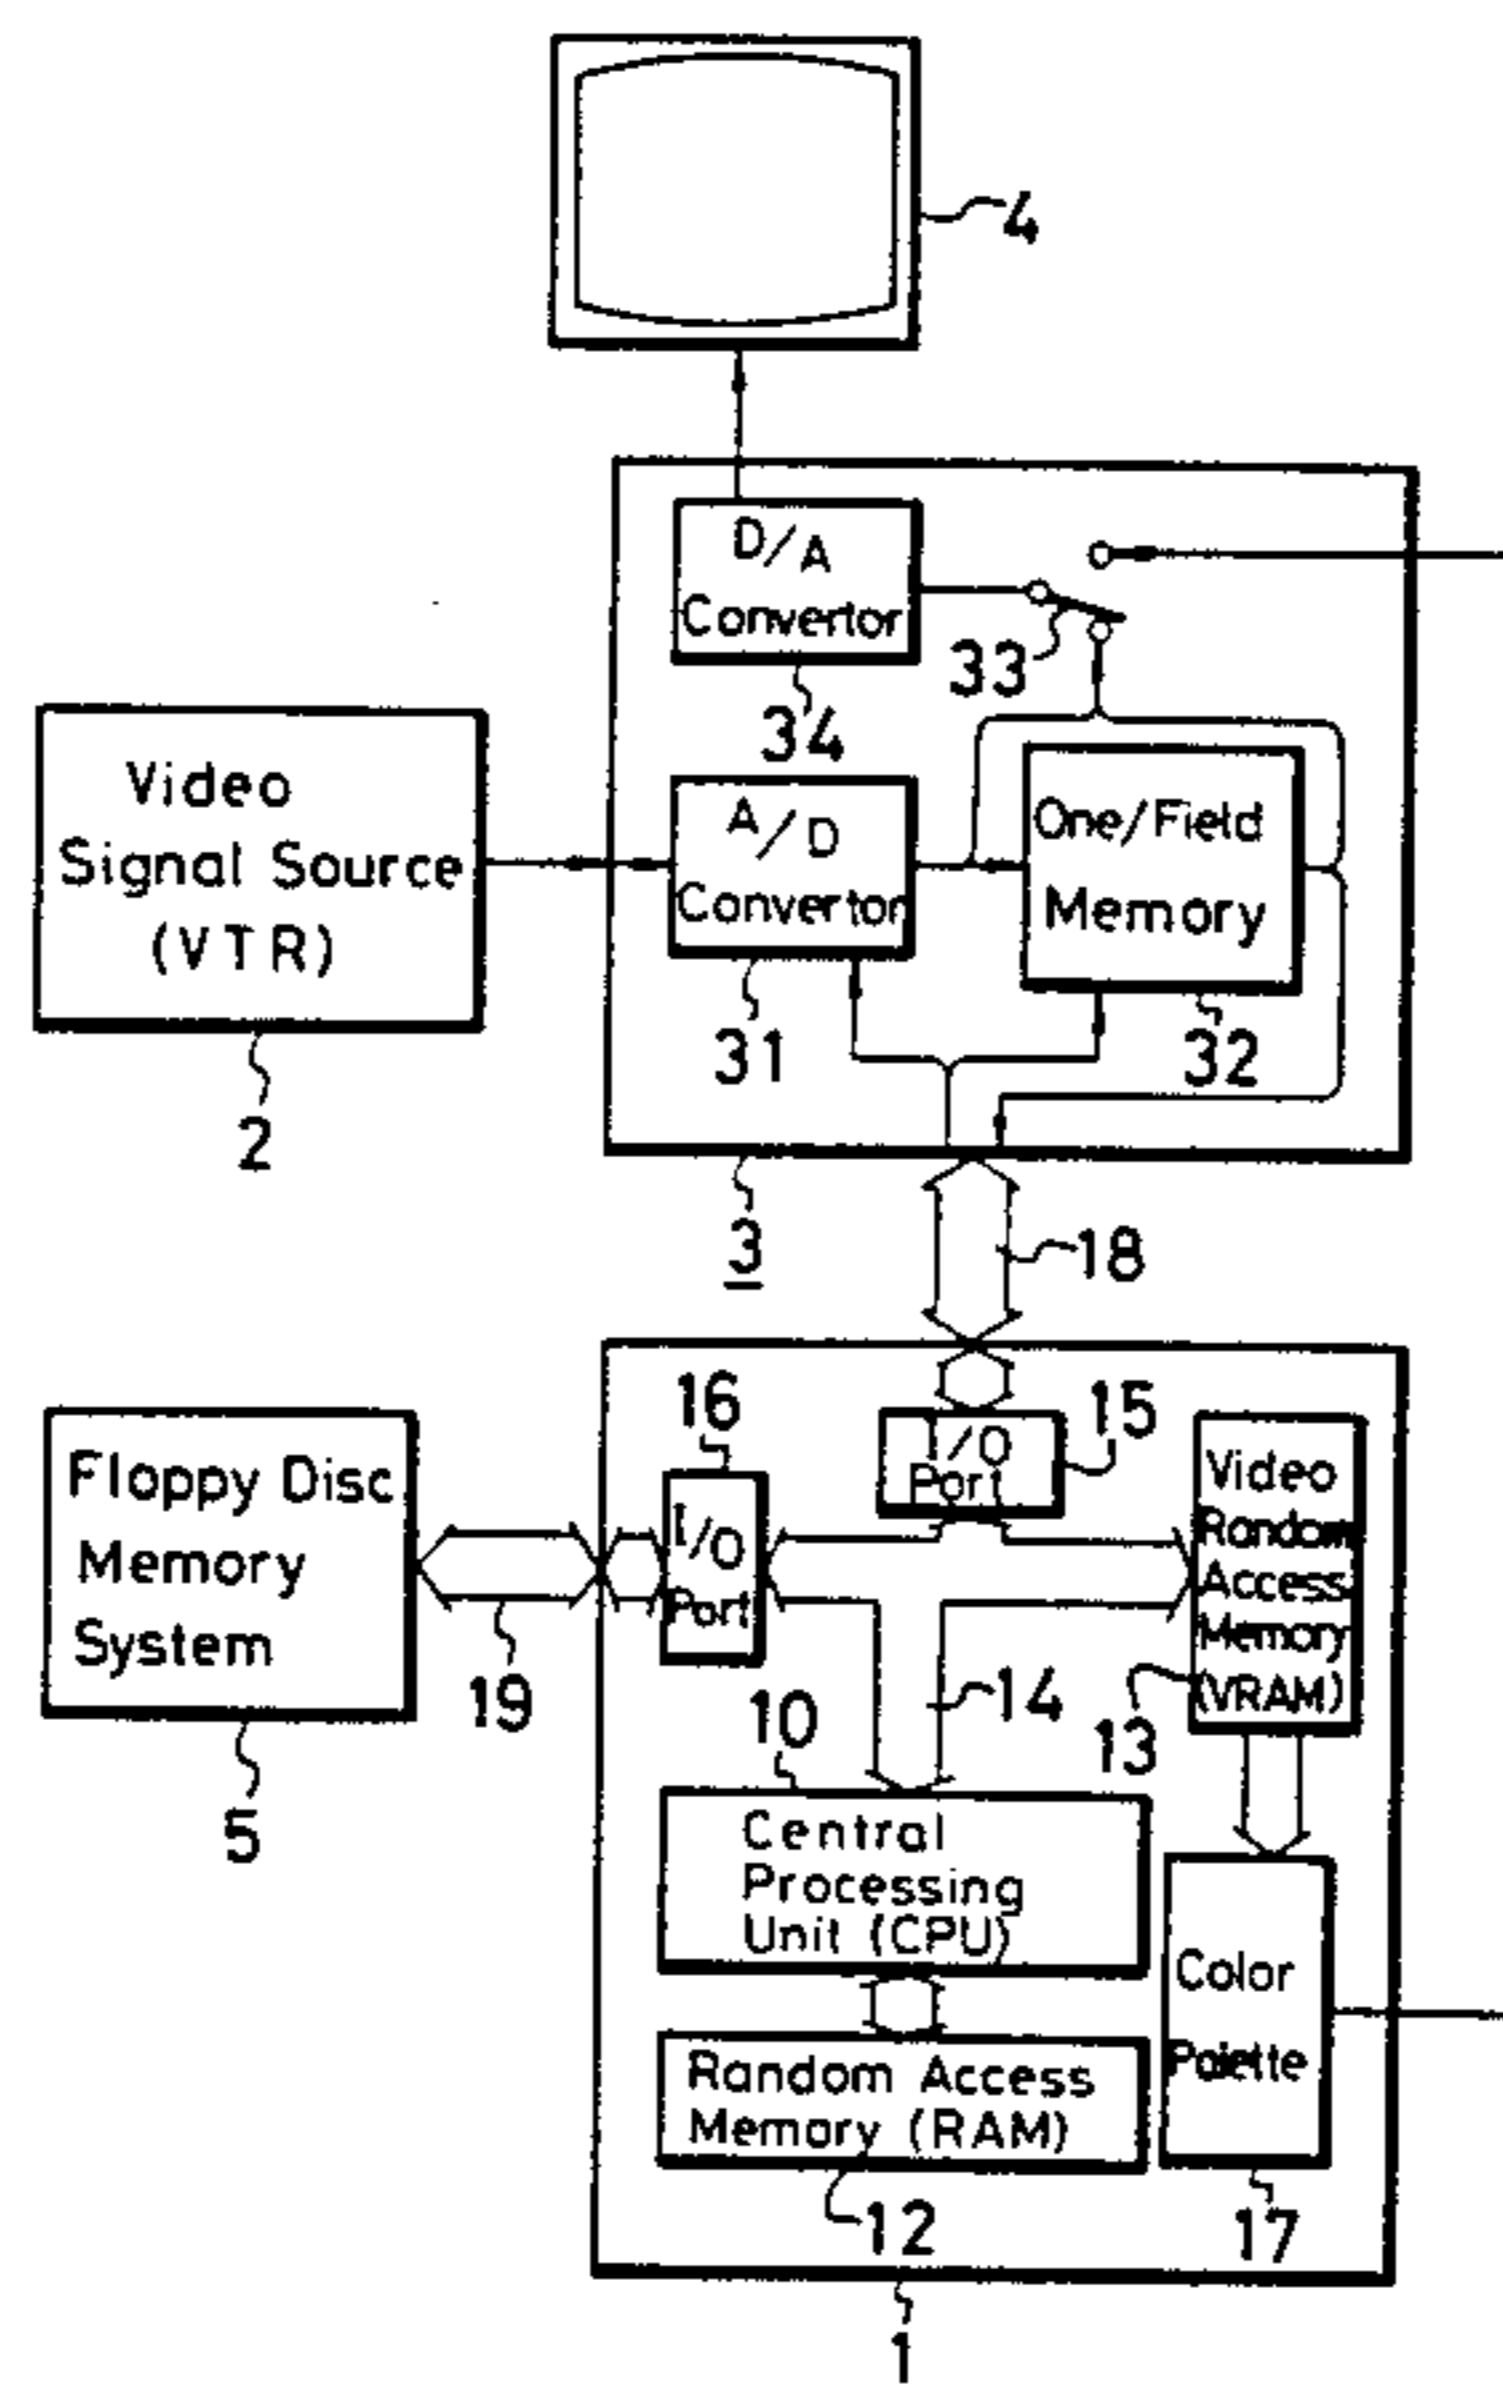 4
D/A
Convertor
33
34
Video
Signal Source
(VTR)
2
A/D
Convertor
31
One/Field
Memory
32
3
18
16
15
I/O
Port
Video
Random
Access
Memory
(VRAM)
13
Floppy Disc
Memory
System
5
19
I/O
Port
14
10
Central
Processing
Unit (CPU)
Color
Palette
17
Random Access
Memory (RAM)
12
1